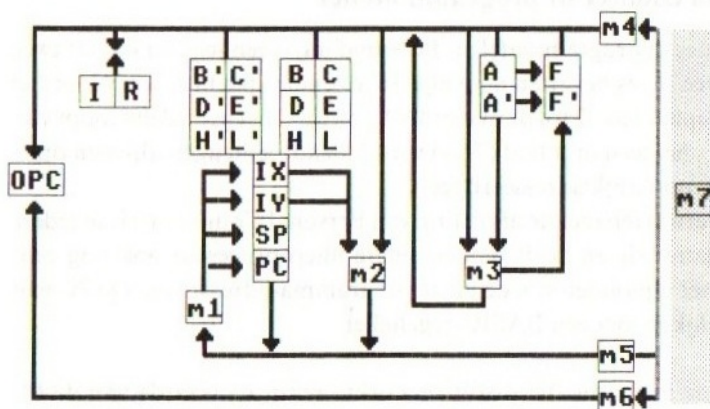 m4
I R
B' C' B C A F
D' E' D E A' F'
H' L' H L
OPC
IX
IY
SP
PC
m1
m2
m3
m5
m6
m7